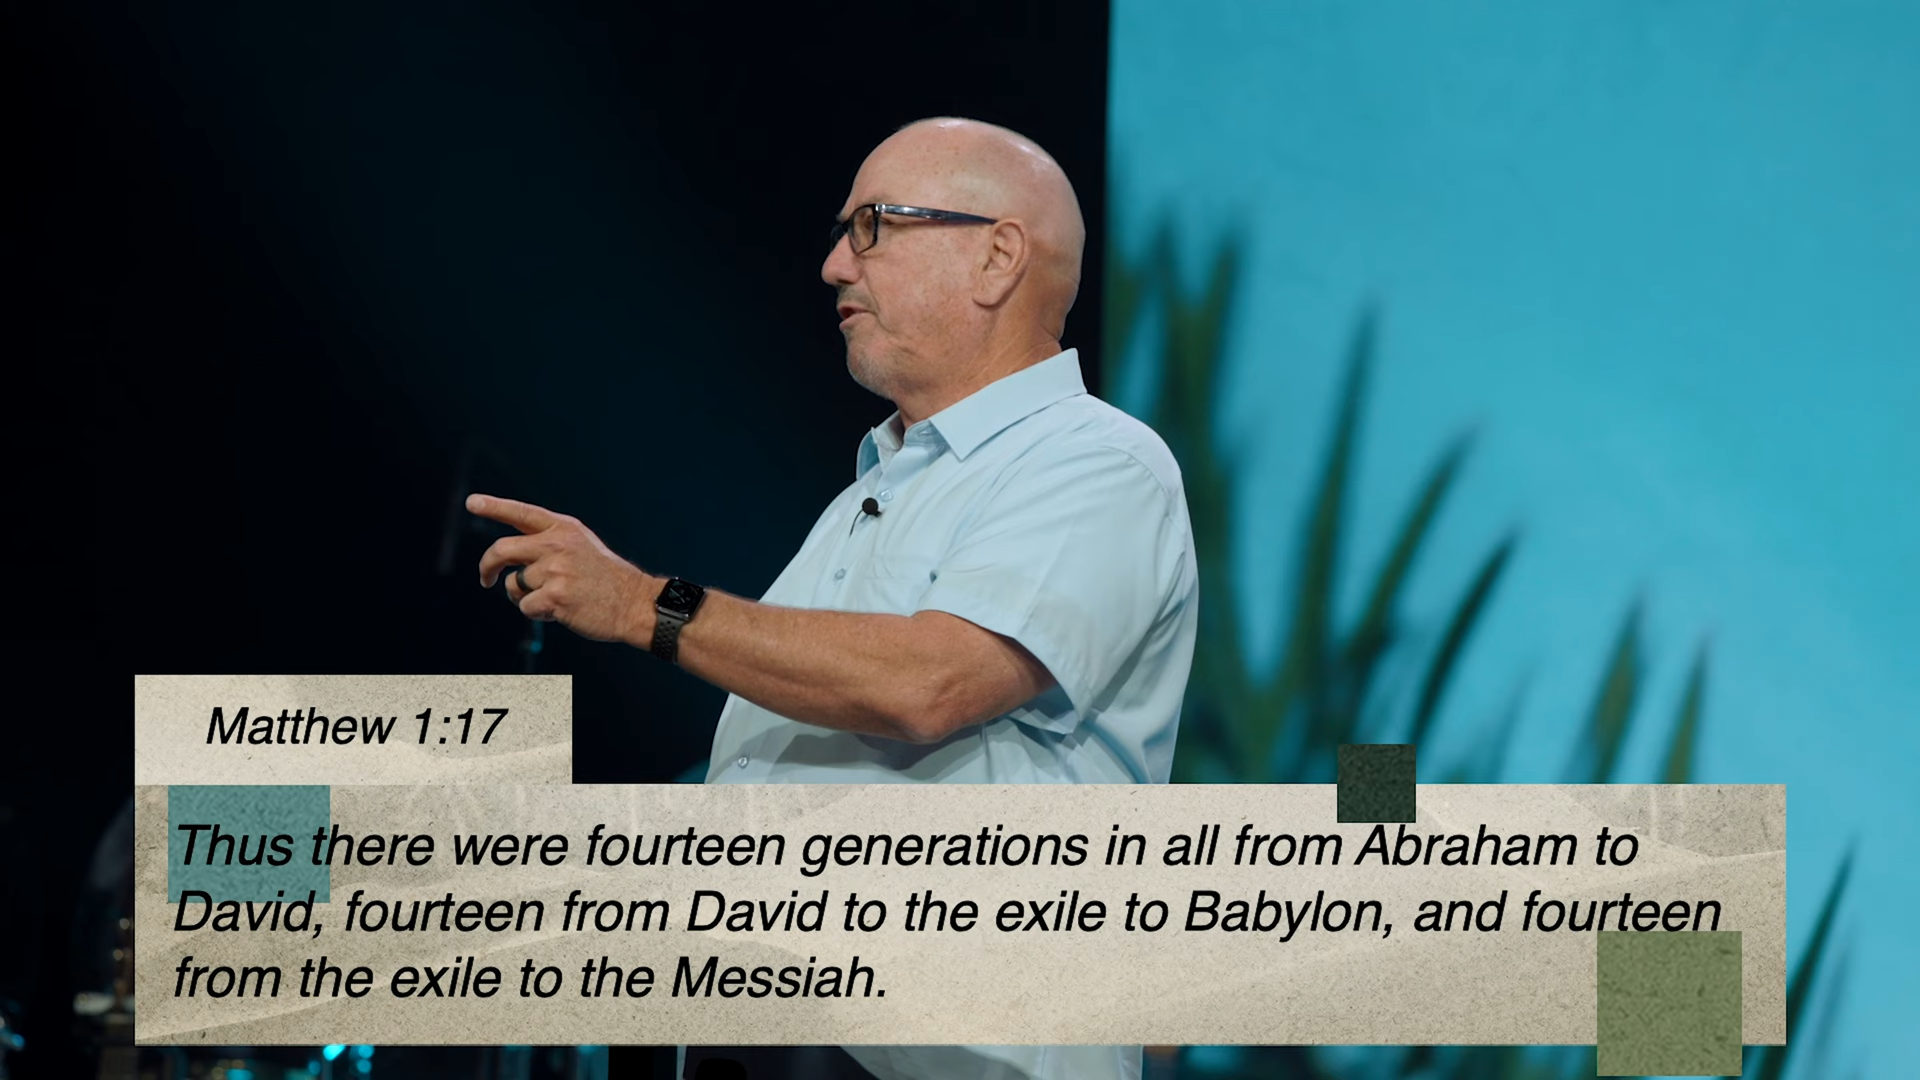 Matthew 1:17
Thus there were fourteen generations in all from Abraham to
David, fourteen from David to the exile to Babylon, and fourteen
from the exile to the Messiah.